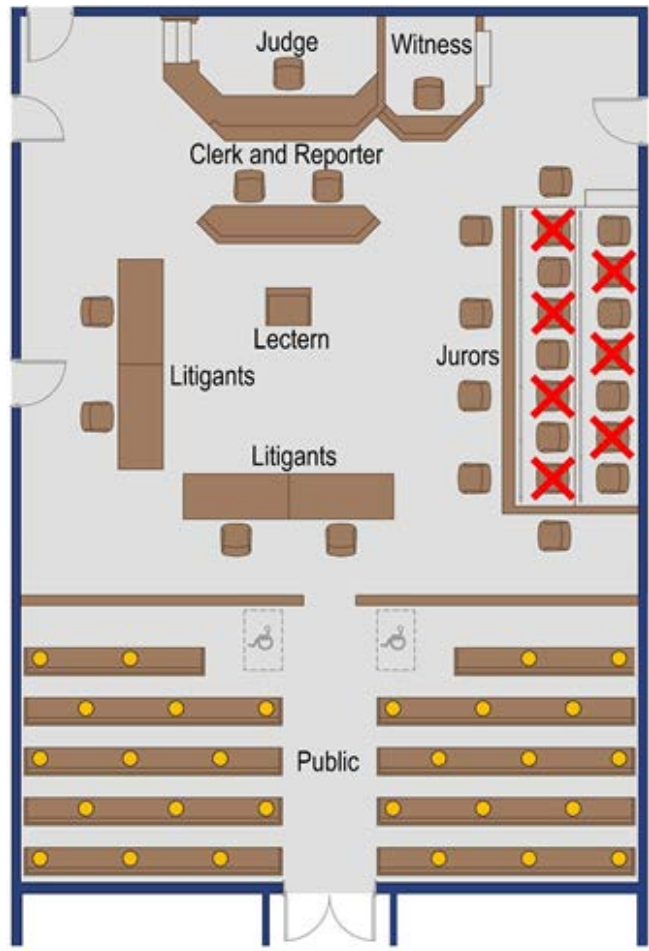 Judge
Witness
Clerk and Reporter
Lectern
Jurors
Litigants
Litigants
Public